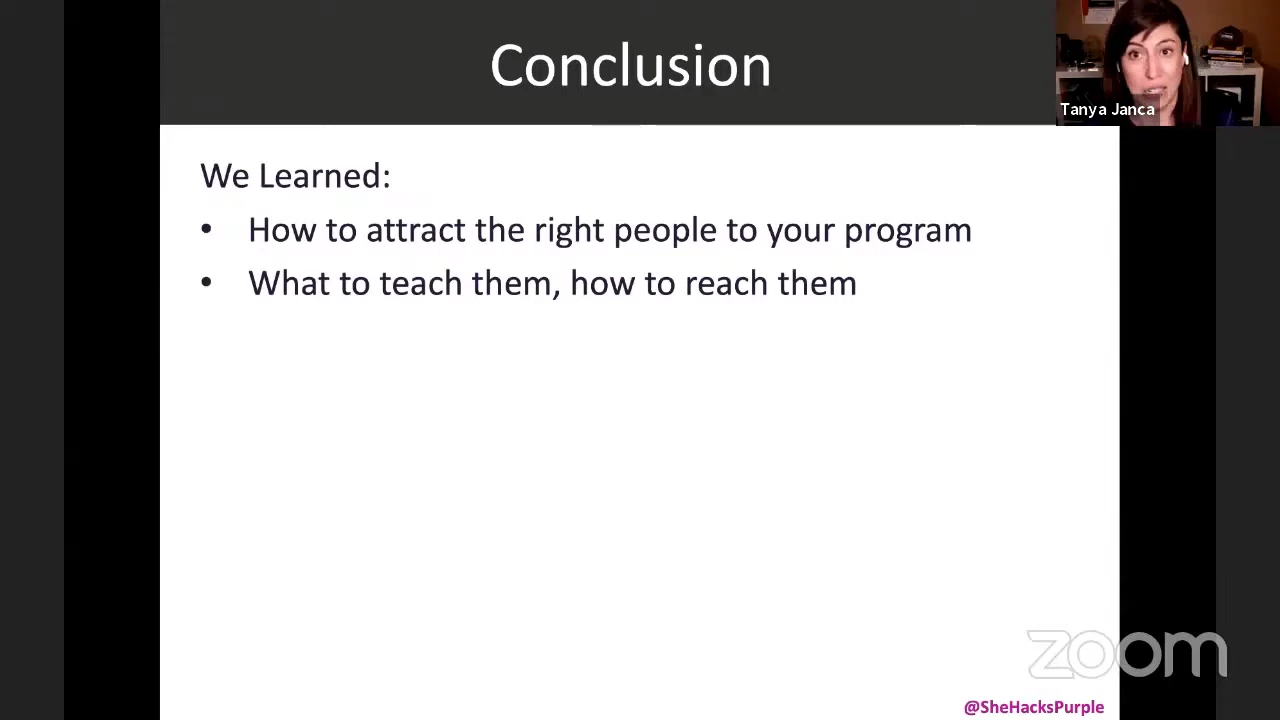 Conclusion
Tanya Janca
We Learned:
• How to attract the right people to your program
• What to teach them, how to reach them
zoom
@SheHacksPurple